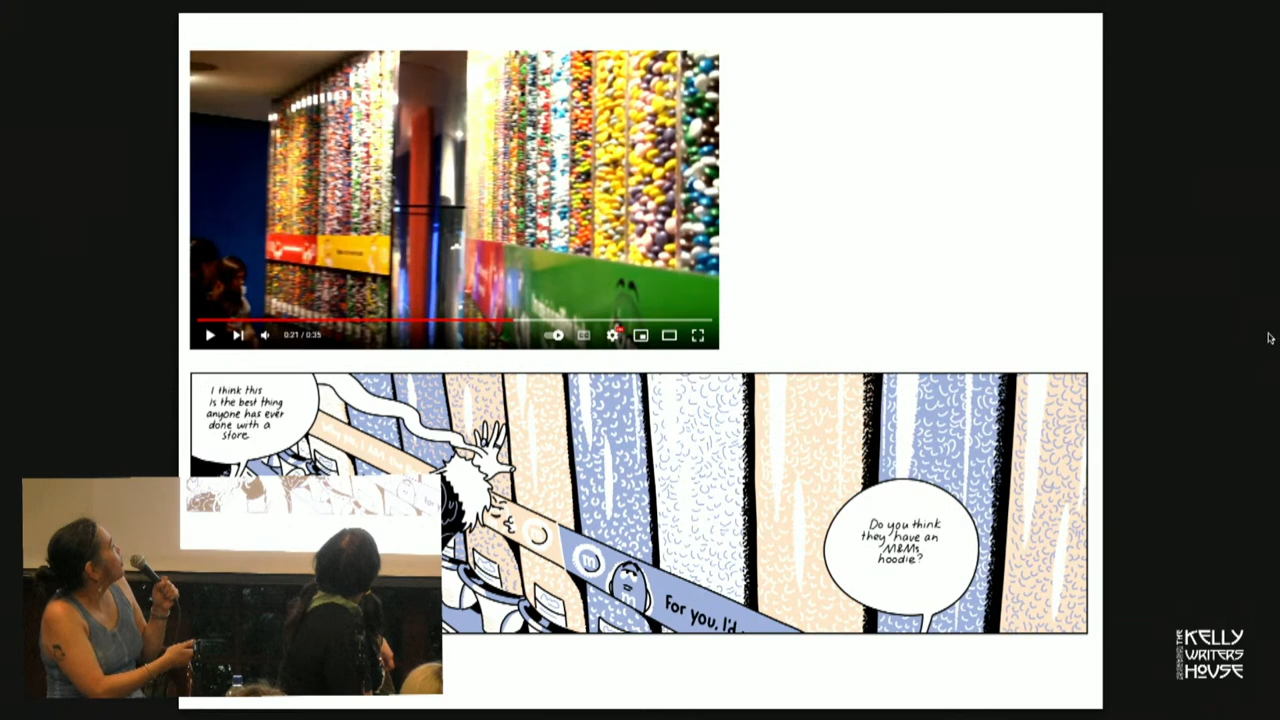 0:21 / 0:35
I think this
is the best thing
anyone has ever
done with a
store.
Do you think
they have an
M&Ms
hoodie?
m
m
For you, I'd
THE
KELLY
WRITERS
HOUSE